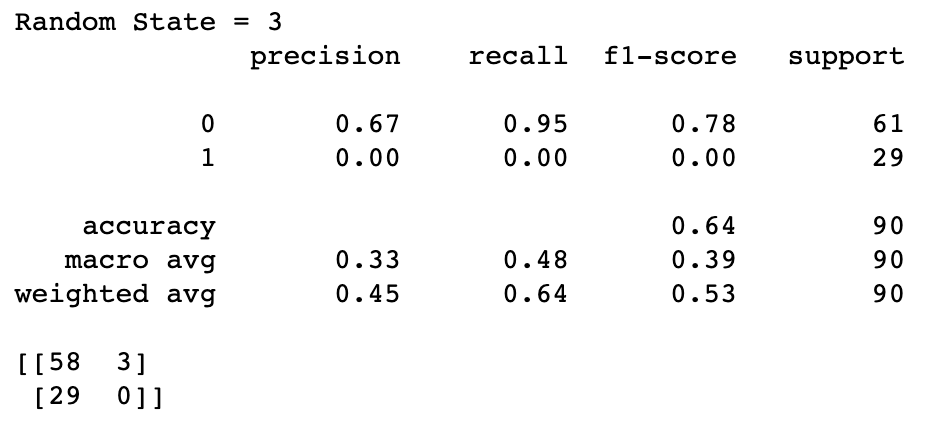 Random State = 3
precision recall f1-score support
0 0.67 0.95 0.78 61
1 0.00 0.00 0.00 29
accuracy 0.64 90
macro avg 0.33 0.48 0.39 90
weighted avg 0.45 0.64 0.53 90
[[58 3]
[29 0]]